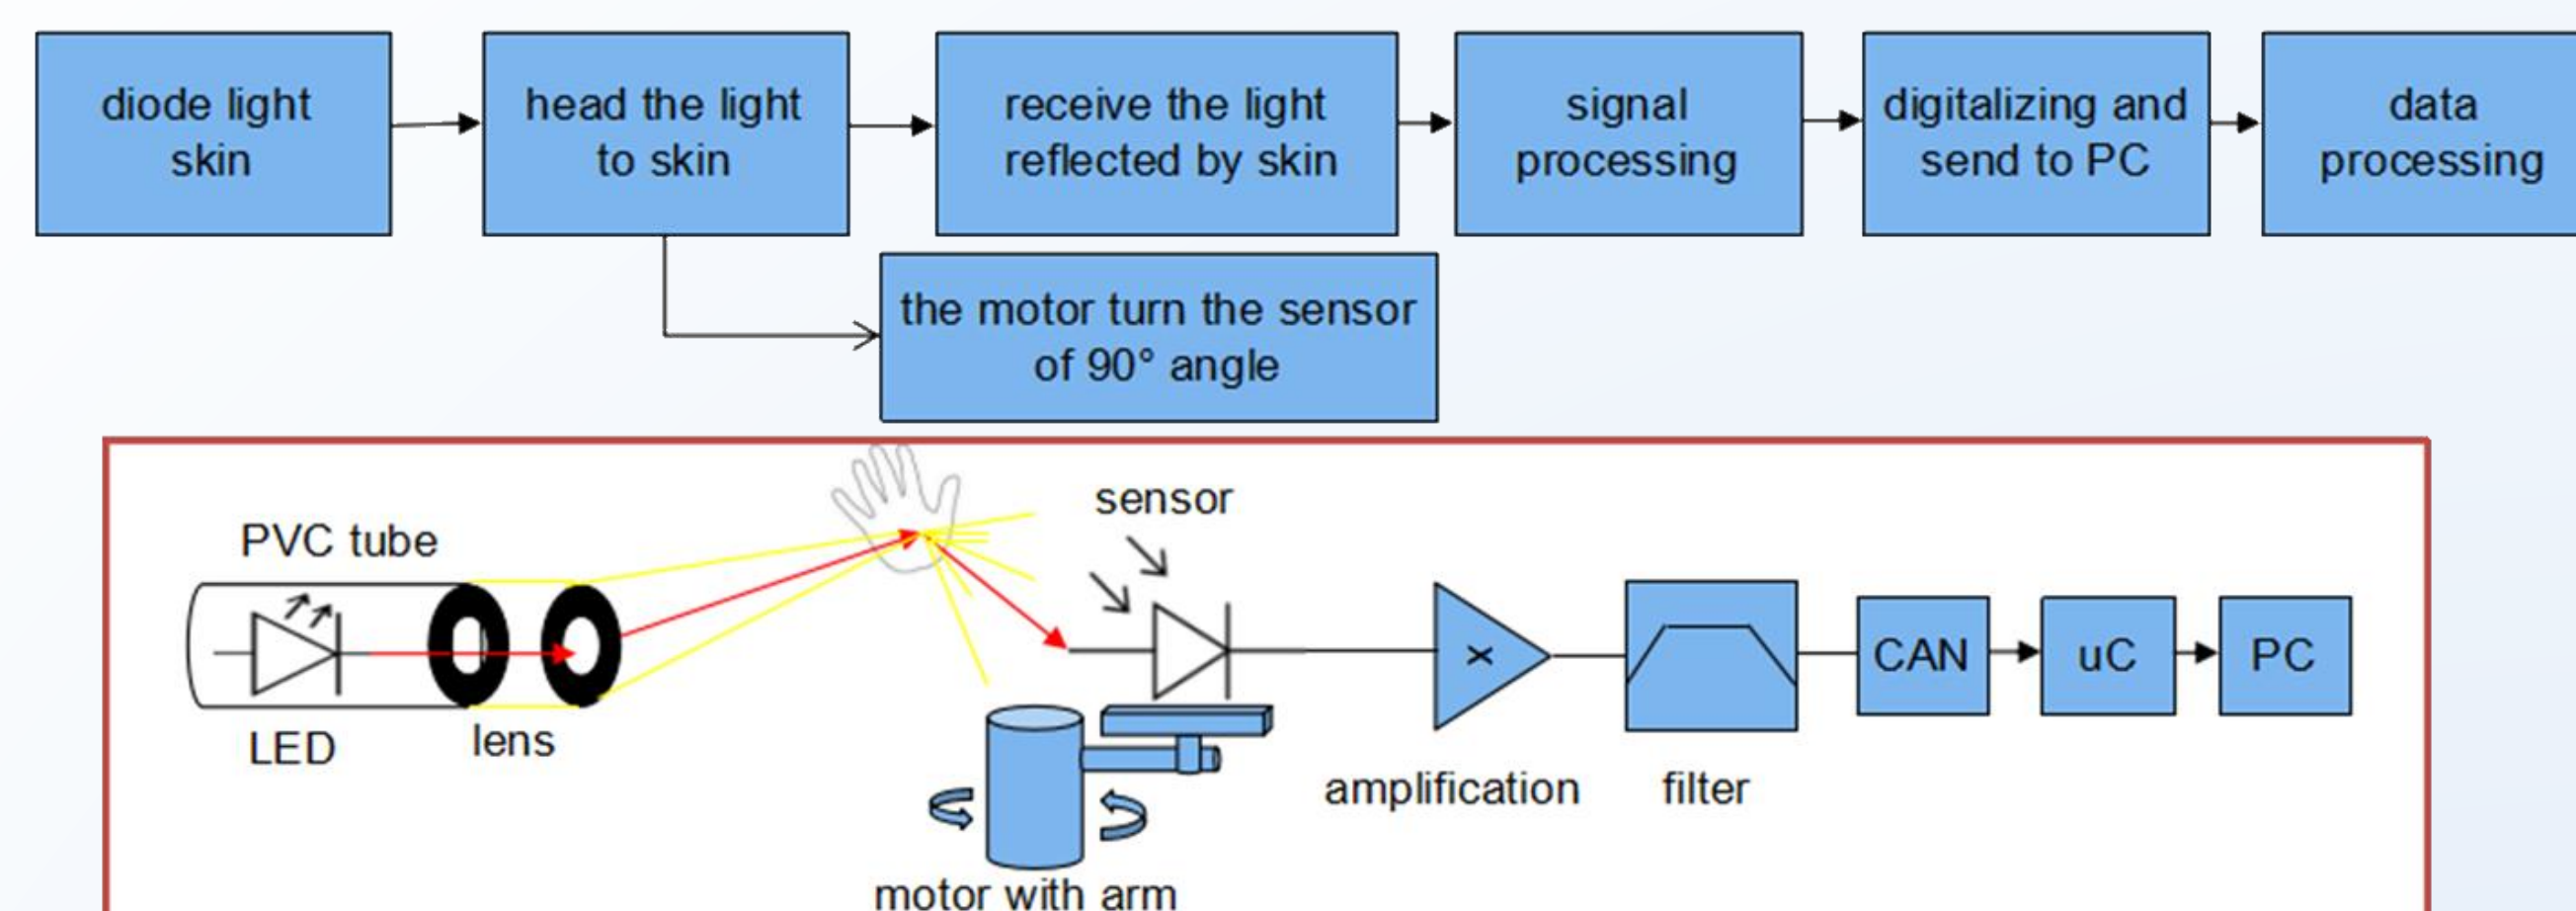 diode light
skin
head the light
to skin
receive the light
reflected by skin
signal
processing
digitalizing and
send to PC
data
processing
the motor turn the sensor
of 90° angle
sensor
PVC tube
LED
lens
x
CAN
uC
PC
amplification
filter
motor with arm